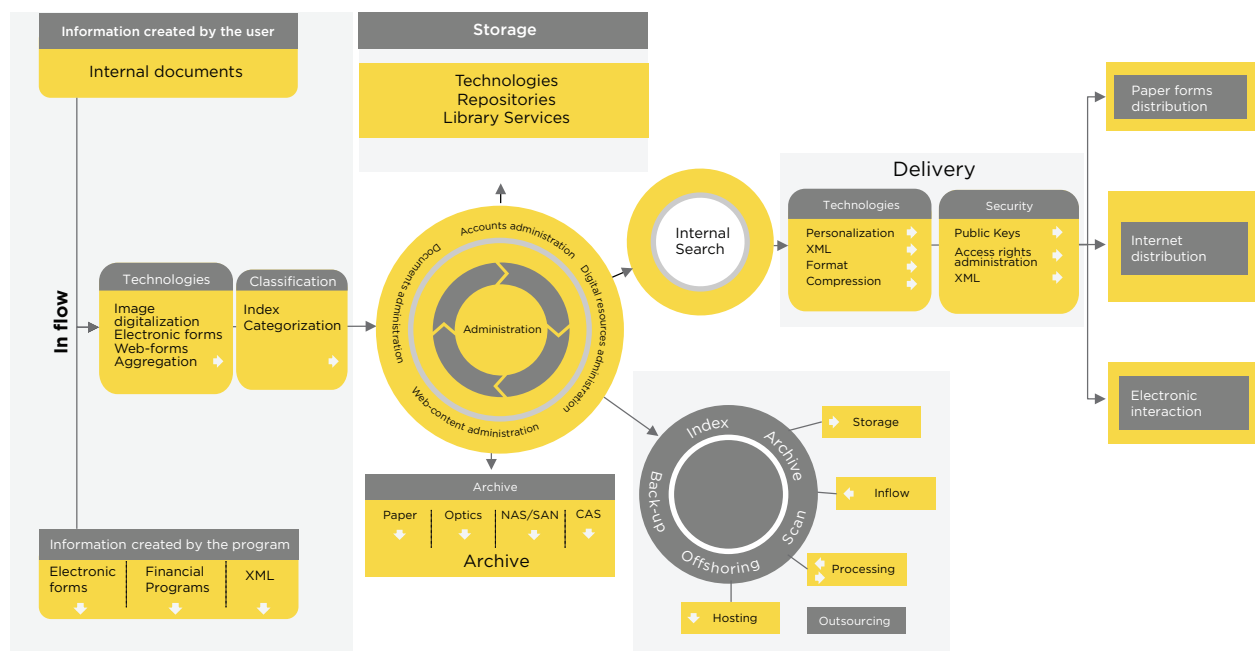 Information created by the user
Internal documents
In flow
Technologies
Image
digitalization
Electronic forms
Web-forms
Aggregation
Classification
Index
Categorization
Information created by the program
Electronic
forms
Financial
Programs
XML
Storage
Technologies
Repositories
Library Services
Accounts administration
Documents administration
Digital resources administration
Web-content administration
Administration
Archive
Paper
Optics
NAS/SAN
CAS
Archive
Internal
Search
Delivery
Technologies
Personalization
XML
Format
Compression
Security
Public Keys
Access rights
administration
XML
Paper forms
distribution
Internet
distribution
Electronic
interaction
Index
Archive
Scan
Offshoring
Back-up
Storage
Inflow
Processing
Hosting
Outsourcing